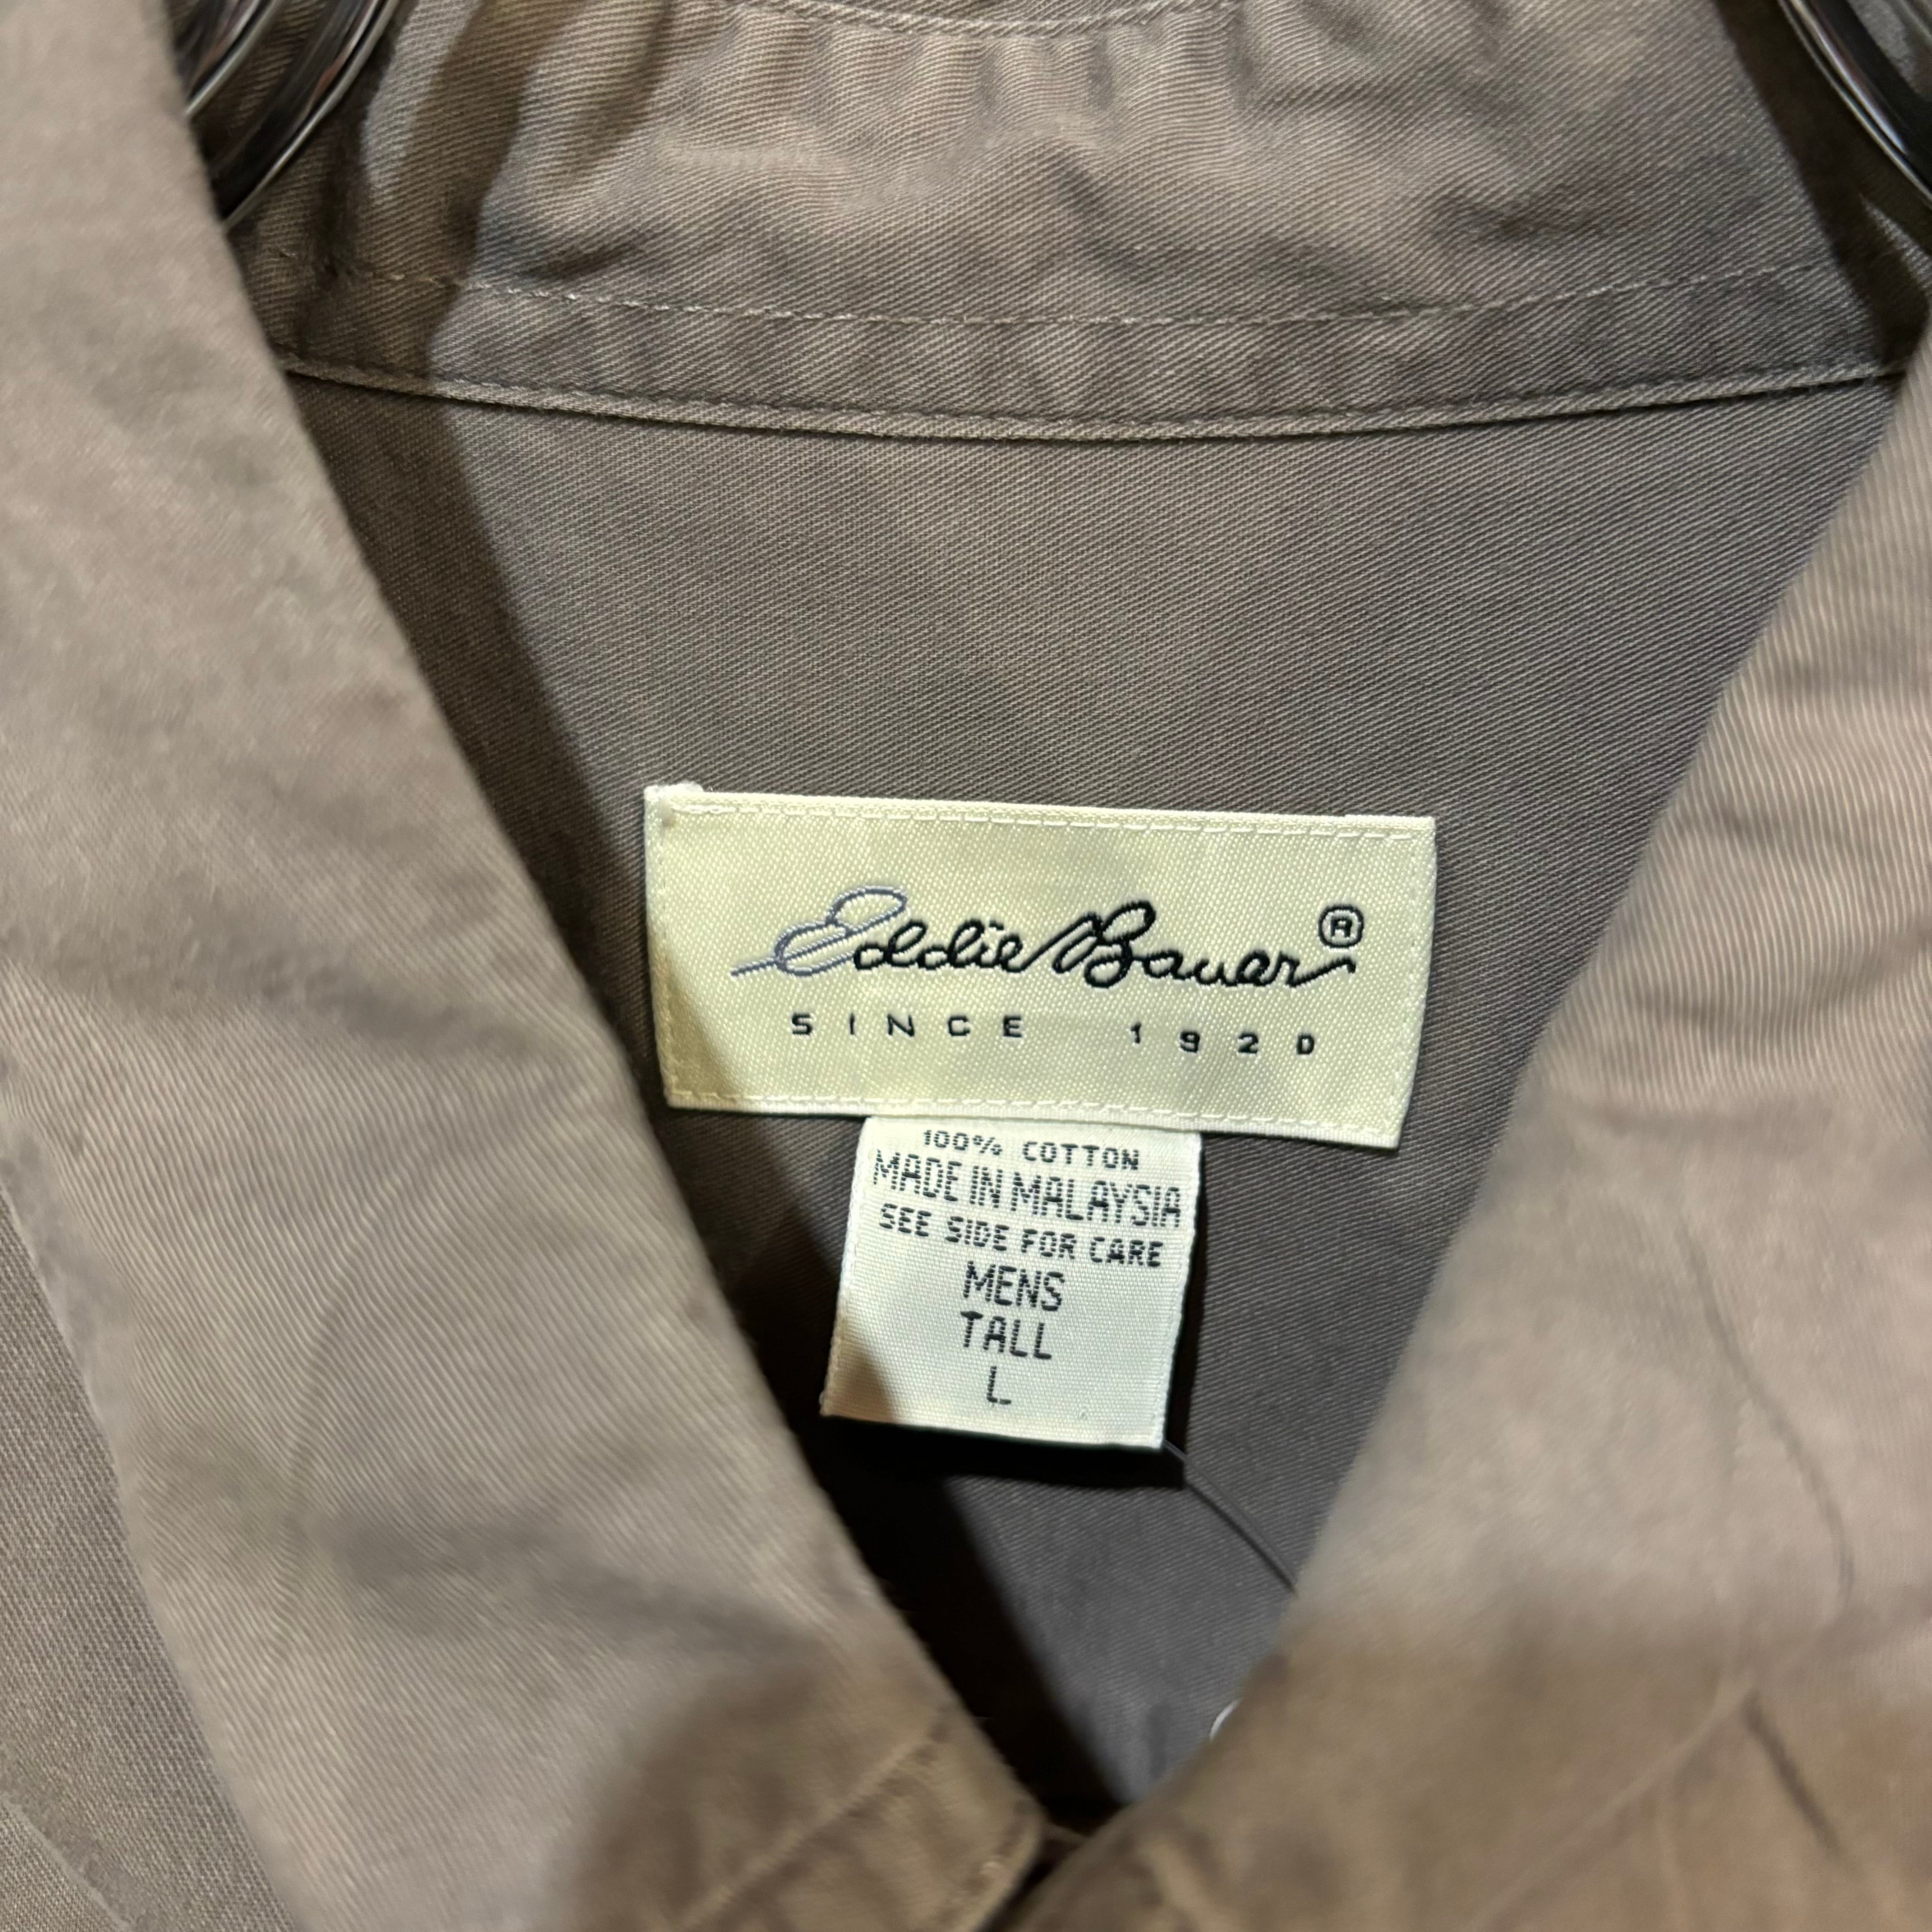 Eddie Bauer®
SINCE 1920
100% COTTON
MADE IN MALAYSIA
SEE SIDE FOR CARE
MENS
TALL
L